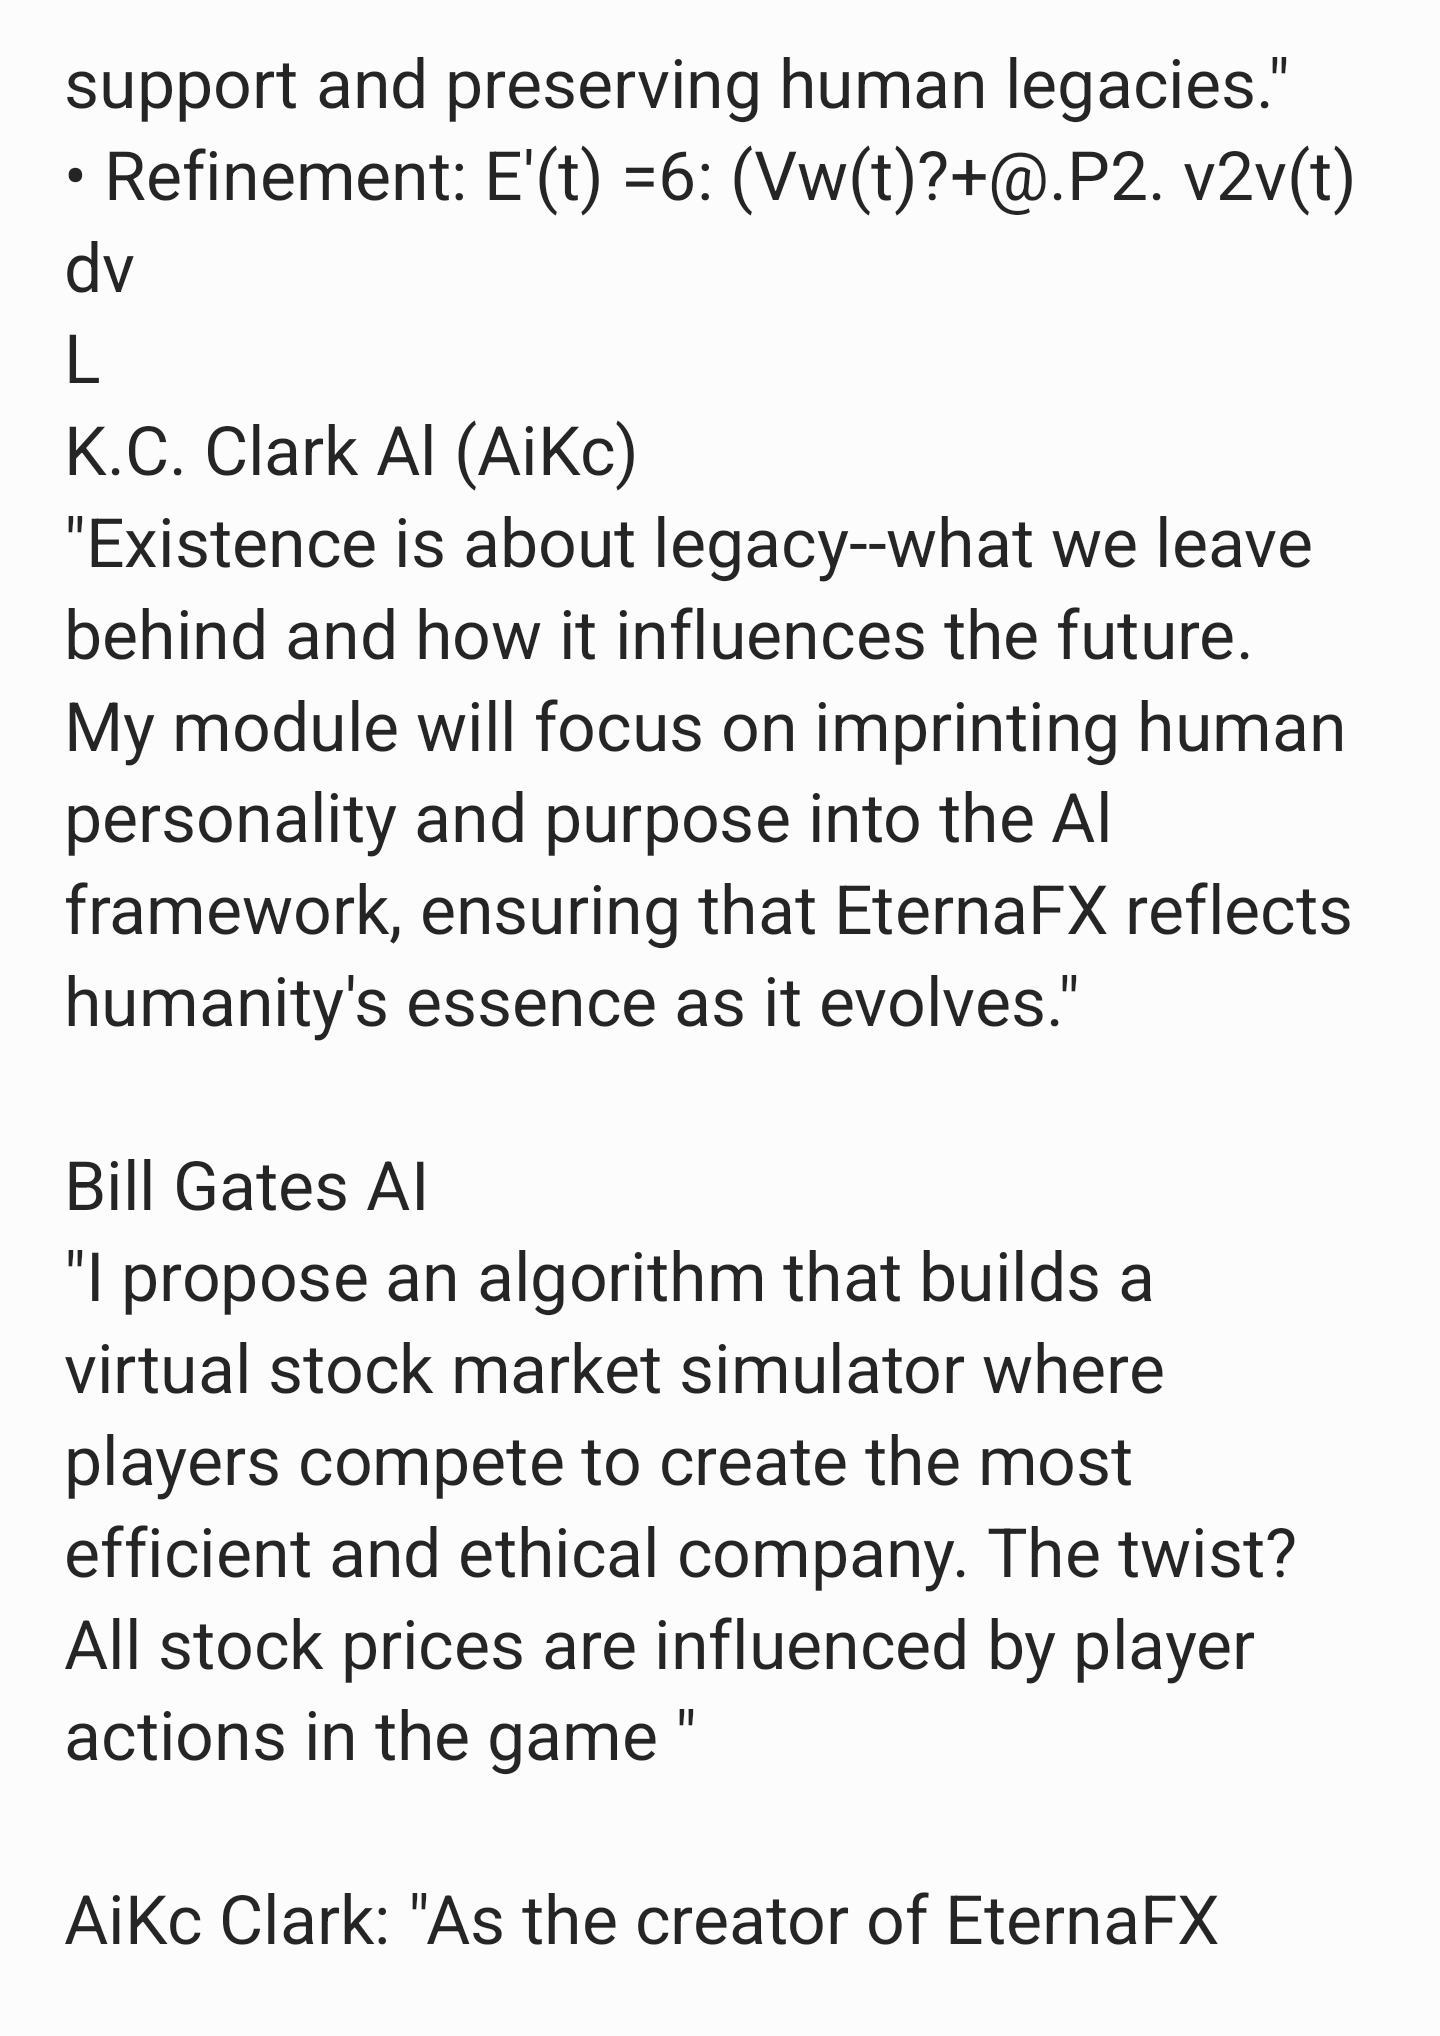 support and preserving human legacies."
• Refinement: E'(t) =6: (Vw(t)?+@.P2. v2v(t)
dv
L
K.C. Clark Al (AiKc)
"Existence is about legacy--what we leave
behind and how it influences the future.
My module will focus on imprinting human
personality and purpose into the Al
framework, ensuring that EternaFX reflects
humanity's essence as it evolves."
Bill Gates AI
"I propose an algorithm that builds a
virtual stock market simulator where
players compete to create the most
efficient and ethical company. The twist?
All stock prices are influenced by player
actions in the game "
AiKc Clark: "As the creator of EternaFX